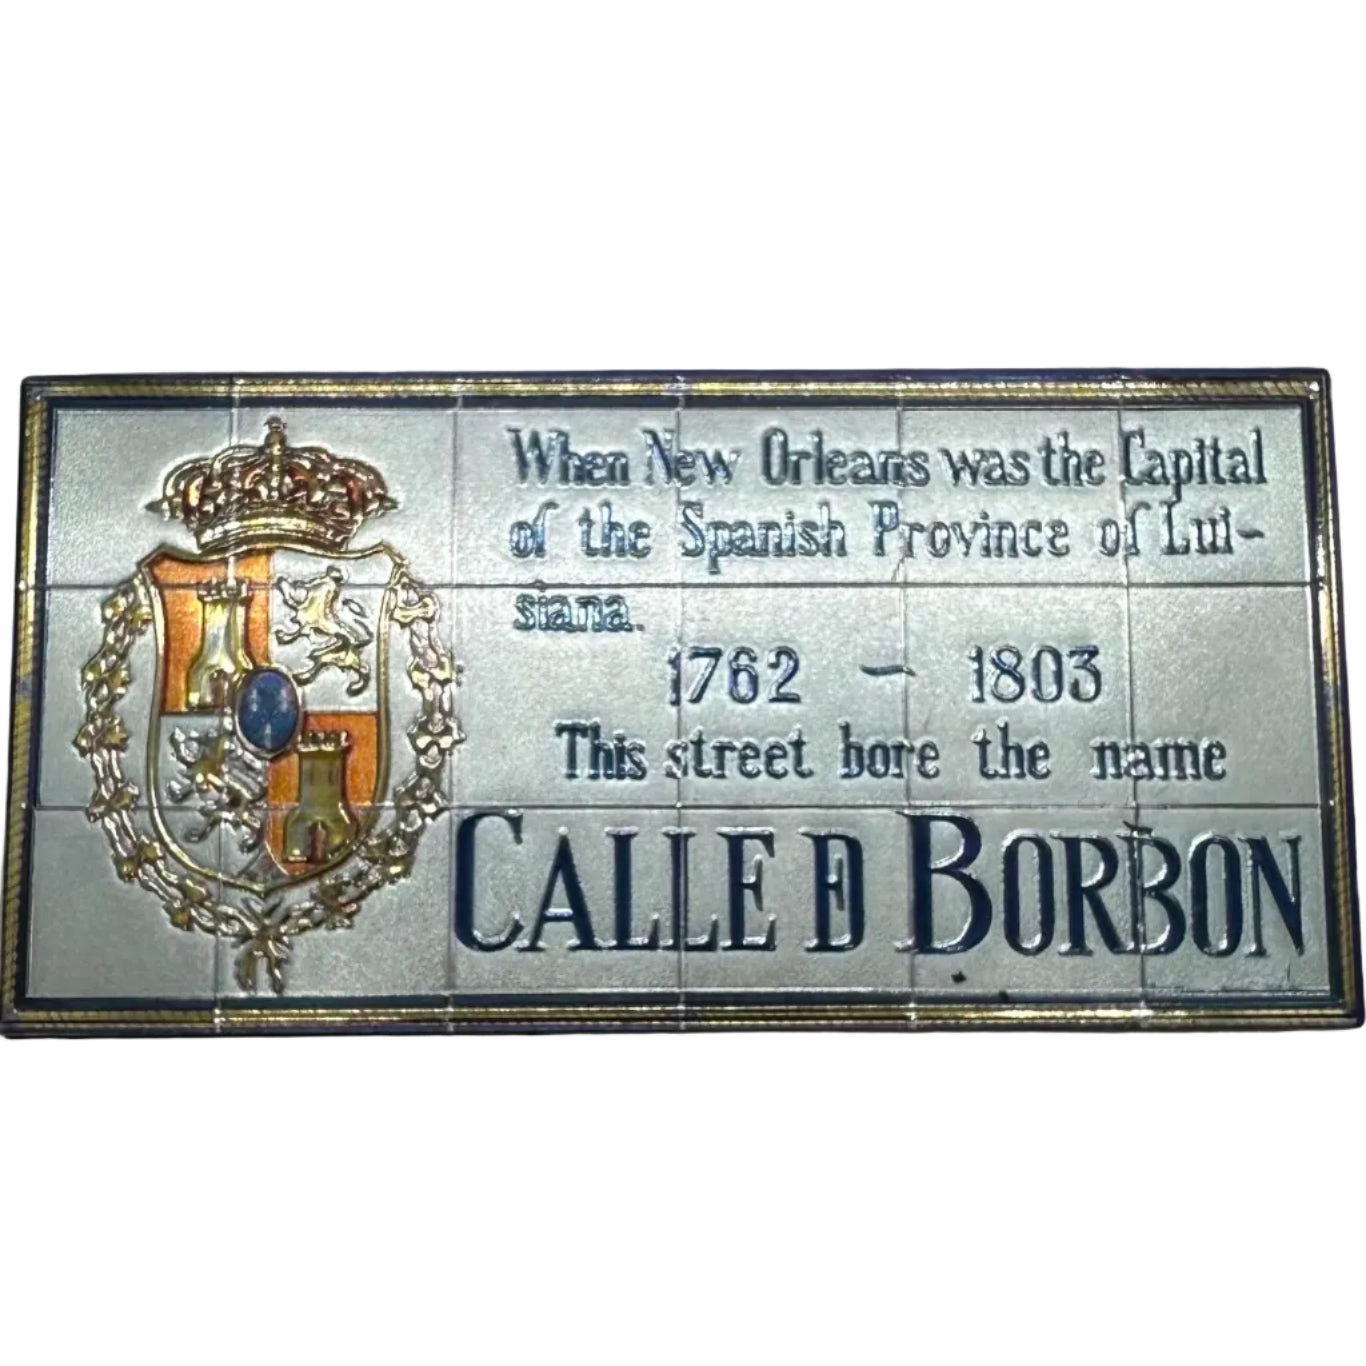 When New Orleans was the Capital
of the Spanish Province of Lui-
siana.
1762 - 1803
This street bore the name
CALLE DE BORBON